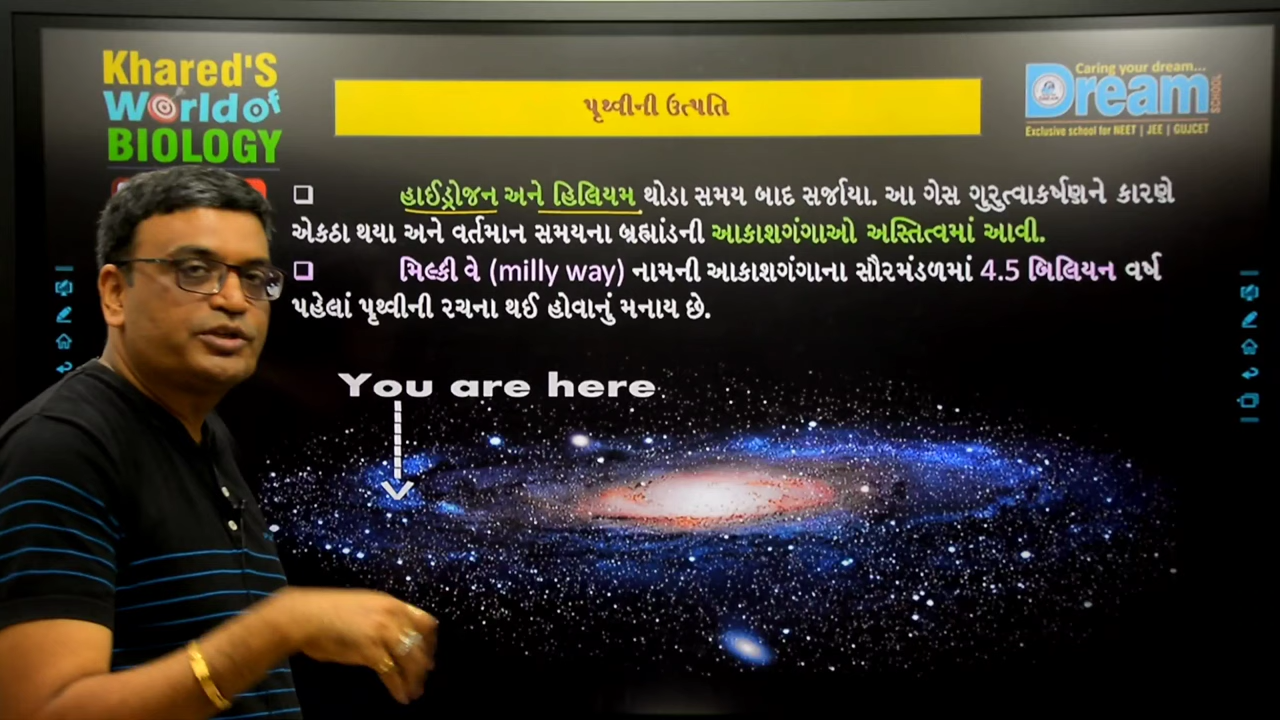 Khared'S
World of
BIOLOGY
પૃથ્વીની ઉત્પતિ
Caring your dream...
Dream
SCHOOL
Exclusive school for NEET | JEE | GUJCET
હાઈડ્રોજન અને હિલિયમ થોડા સમય બાદ સર્જાયા. આ ગેસ ગુરુત્વાકર્ષણને કારણે
એકઠા થયા અને વર્તમાન સમયના બ્રહ્માંડની આકાશગંગાઓ અસ્તિત્વમાં આવી.
મિલ્કી વે (milly way) નામની આકાશગંગાના સૌરમંડળમાં 4.5 બિલિયન વર્ષ
પહેલાં પૃથ્વીની રચના થઈ હોવાનું મનાય છે.
You are here